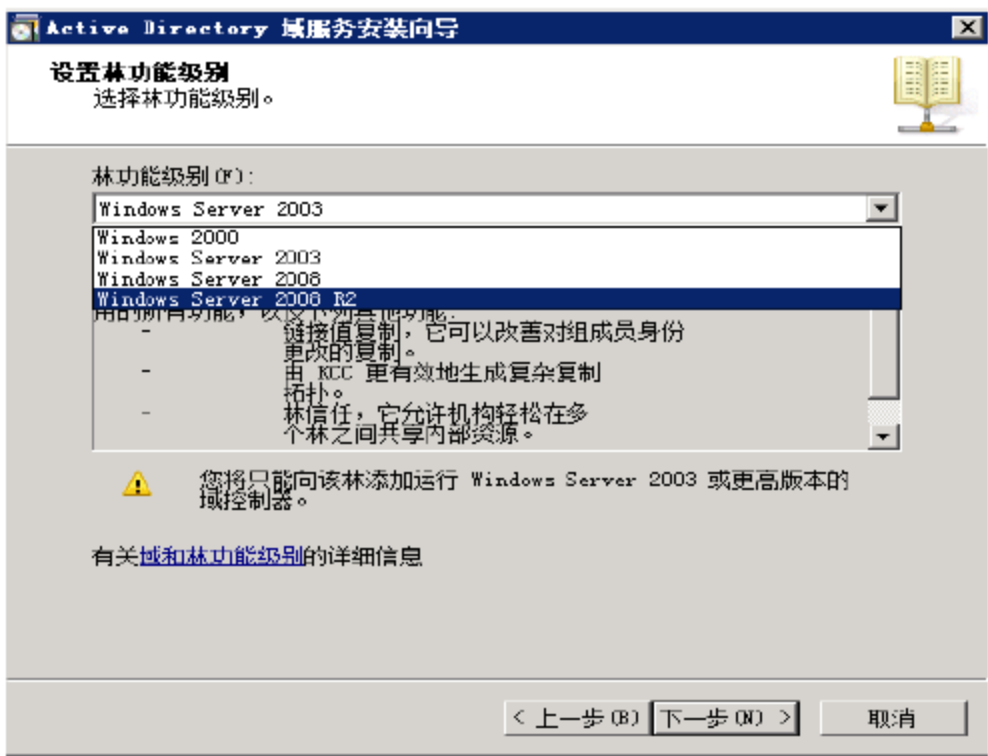 Active Directory 域服务安装向导
设置林功能级别
选择林功能级别。
林功能级别(F):
Windows Server 2003
Windows 2000
Windows Server 2003
Windows Server 2008
Windows Server 2008 R2
用的所有功能，以及下列其他功能:
- 链接值复制，它可以改善对组成员身份
更改的复制。
- 由 KCC 更有效地生成复杂复制
拓扑。
- 林信任，它允许机构轻松在多
个林之间共享内部资源。
您将只能向该林添加运行 Windows Server 2003 或更高版本的
域控制器。
有关域和林功能级别的详细信息
< 上一步(B) 下一步(N) > 取消